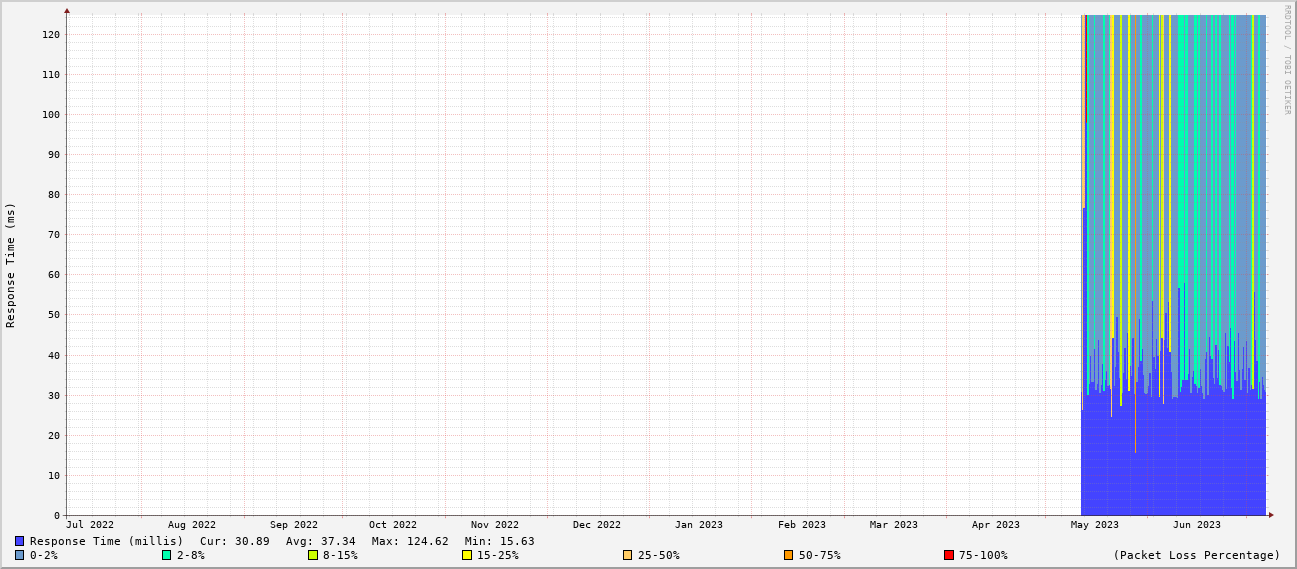 RRDTOOL / TOBI OETIKER
Response Time (ms)
120
110
100
90
80
70
60
50
40
30
20
10
0
Jul 2022 Aug 2022 Sep 2022 Oct 2022 Nov 2022 Dec 2022 Jan 2023 Feb 2023 Mar 2023 Apr 2023 May 2023 Jun 2023
Response Time (millis) Cur: 30.89 Avg: 37.34 Max: 124.62 Min: 15.63
0-2% 2-8% 8-15% 15-25% 25-50% 50-75% 75-100% (Packet Loss Percentage)